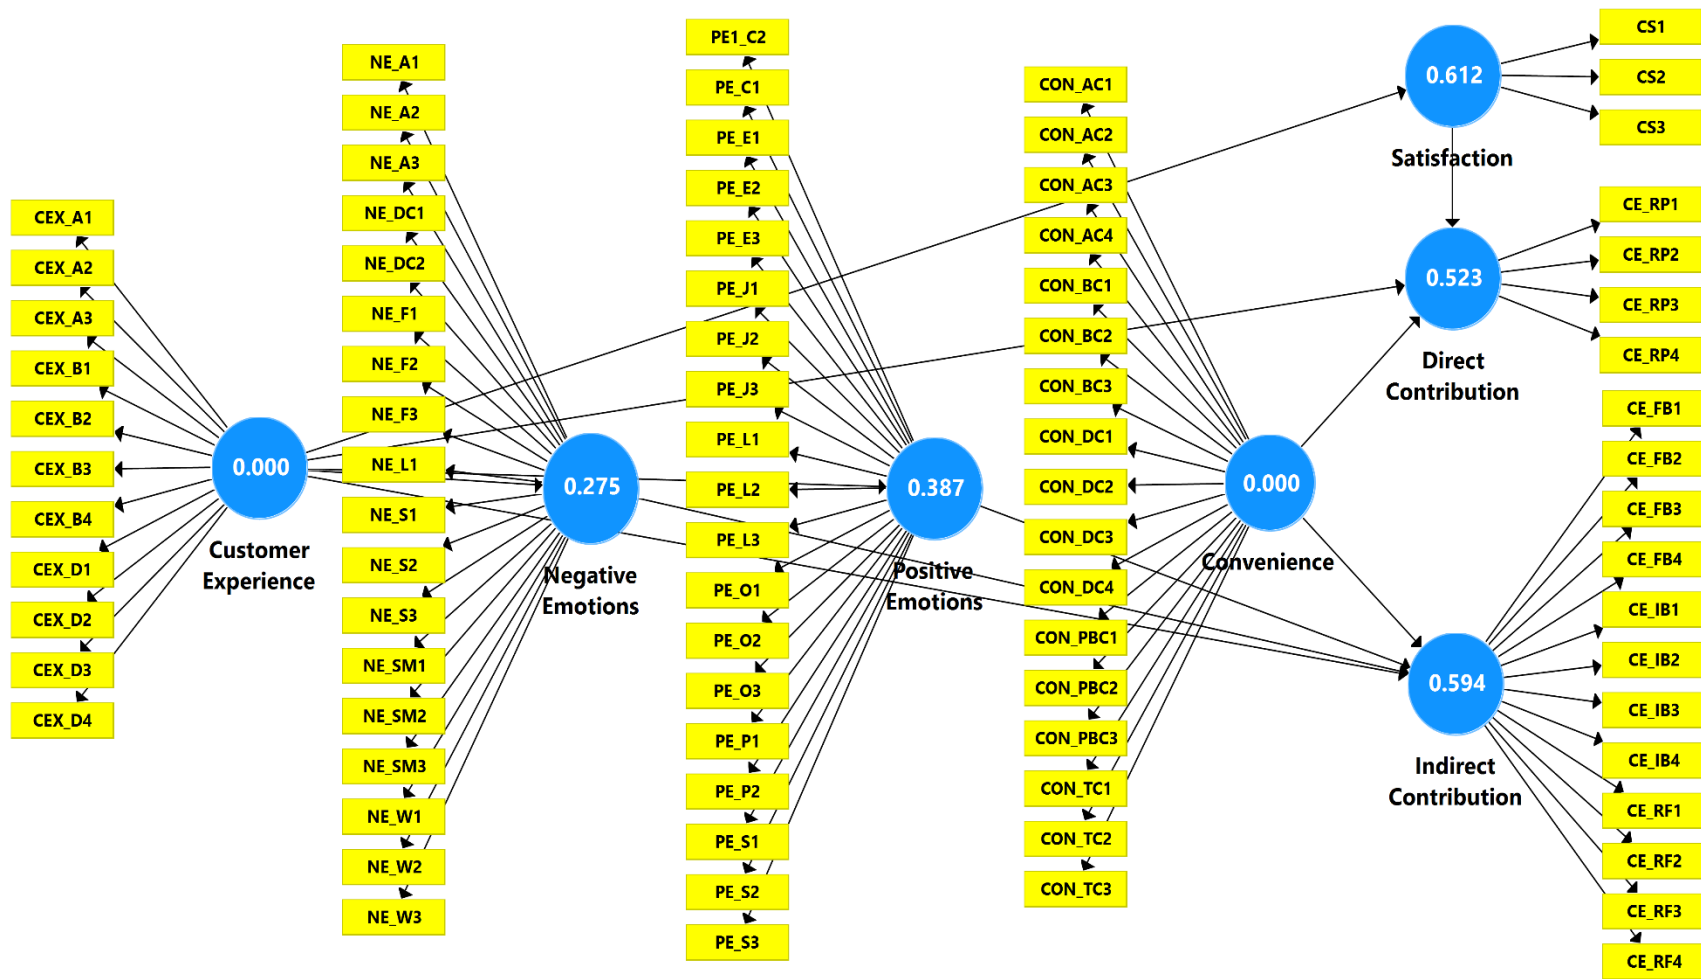 CEX_A1
CEX_A2
CEX_A3
CEX_B1
CEX_B2
CEX_B3
CEX_B4
CEX_D1
CEX_D2
CEX_D3
CEX_D4
0.000
Customer
Experience
NE_A1
NE_A2
NE_A3
NE_DC1
NE_DC2
NE_F1
NE_F2
NE_F3
NE_L1
NE_S1
NE_S2
NE_S3
NE_SM1
NE_SM2
NE_SM3
NE_W1
NE_W2
NE_W3
0.275
Negative
Emotions
PE1_C2
PE_C1
PE_E1
PE_E2
PE_E3
PE_J1
PE_J2
PE_J3
PE_L1
PE_L2
PE_L3
PE_O1
PE_O2
PE_O3
PE_P1
PE_P2
PE_S1
PE_S2
PE_S3
0.387
Positive
Emotions
CON_AC1
CON_AC2
CON_AC3
CON_AC4
CON_BC1
CON_BC2
CON_BC3
CON_DC1
CON_DC2
CON_DC3
CON_DC4
CON_PBC1
CON_PBC2
CON_PBC3
CON_TC1
CON_TC2
CON_TC3
0.000
Convenience
0.612
Satisfaction
CS1
CS2
CS3
0.523
Direct
Contribution
CE_RP1
CE_RP2
CE_RP3
CE_RP4
0.594
Indirect
Contribution
CE_FB1
CE_FB2
CE_FB3
CE_FB4
CE_IB1
CE_IB2
CE_IB3
CE_IB4
CE_RF1
CE_RF2
CE_RF3
CE_RF4